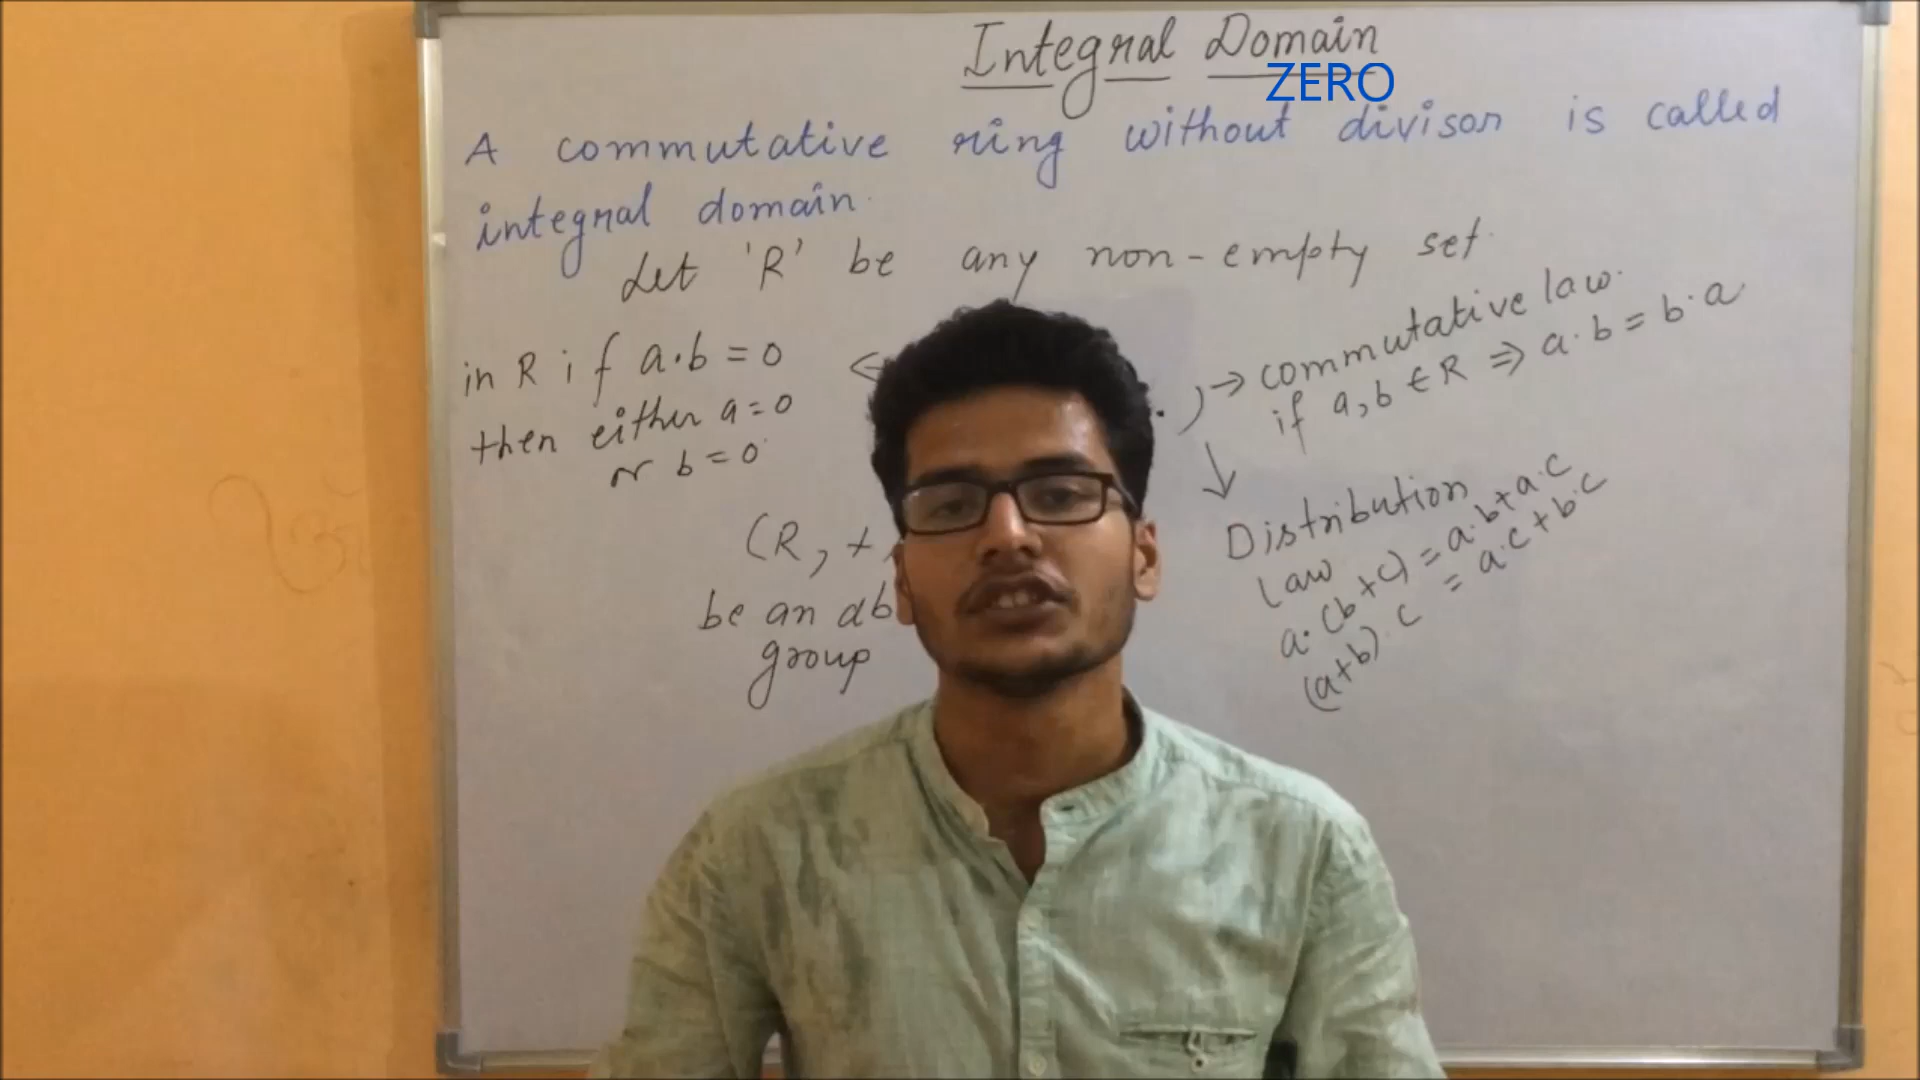 Integral Domain
ZERO
A commutative ring without divisor is called
integral domain.
Let 'R' be any non-empty set.
in R if a·b = 0
then either a = 0
or b = 0
(R, +,
be an ab
group
. ) → commutative law.
if a, b ∈ R ⇒ a·b = b·a
Distribution
law
a·(b+c) = a·b+a·c
(a+b)·c = a·c+b·c